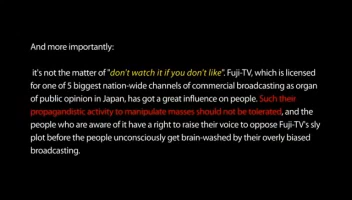 And more importantly:
it's not the matter of "don't watch it if you don't like". Fuji-TV, which is licensed
for one of 5 biggest nation-wide channels of commercial broadcasting as organ
of public opinion in Japan, has got a great influence on people. Such their
propagandistic activity to manipulate masses should not be tolerated, and the
people who are aware of it have a right to raise their voice to oppose Fuji-TV's sly
plot before the people unconsciously get brain-washed by their overly biased
broadcasting.